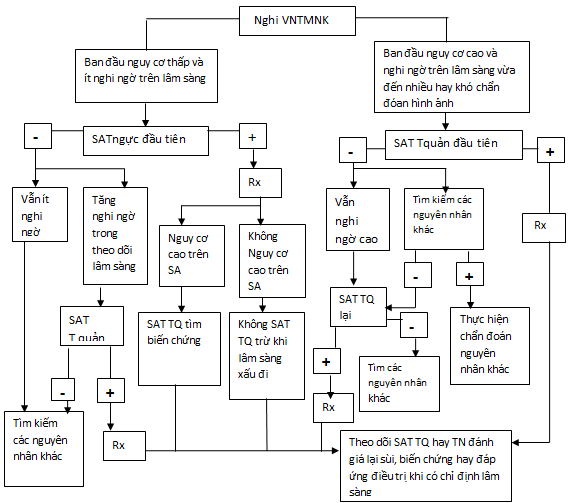 Nghi VNTMNK
Ban đầu nguy cơ thấp và
ít nghi ngờ trên lâm sàng
Ban đầu nguy cơ cao và
nghi ngờ trên lâm sàng vừa
đến nhiều hay khó chẩn
đóan hình ảnh
-
SATngực đầu tiên
+
-
SAT Tquản đầu tiên
+
Rx
Vẫn ít
nghi
ngờ
Tăng
nghi ngờ
trong
theo dõi
lâm sàng
Nguy cơ
cao trên
SA
Không
Nguy cơ
cao trên
SA
Vẫn
nghi
ngờ cao
Tìm kiếm các
nguyên nhân
khác
Rx
-
+
SAT
T quản
SAT TQ tìm
biến chứng
Không SAT
TQ trừ khi
lâm sàng
xấu đi
SAT TQ
lại
-
Thực hiện
chẩn đoán
nguyên
nhân khác
+
Tìm các
nguyên nhân
khác
-
+
Rx
Tìm kiếm
các nguyên
nhân khác
Rx
Theo dõi SAT TQ hay TN đánh
giá lại sùi, biến chứng hay đáp
ứng điều trị khi có chỉ định lâm
sàng